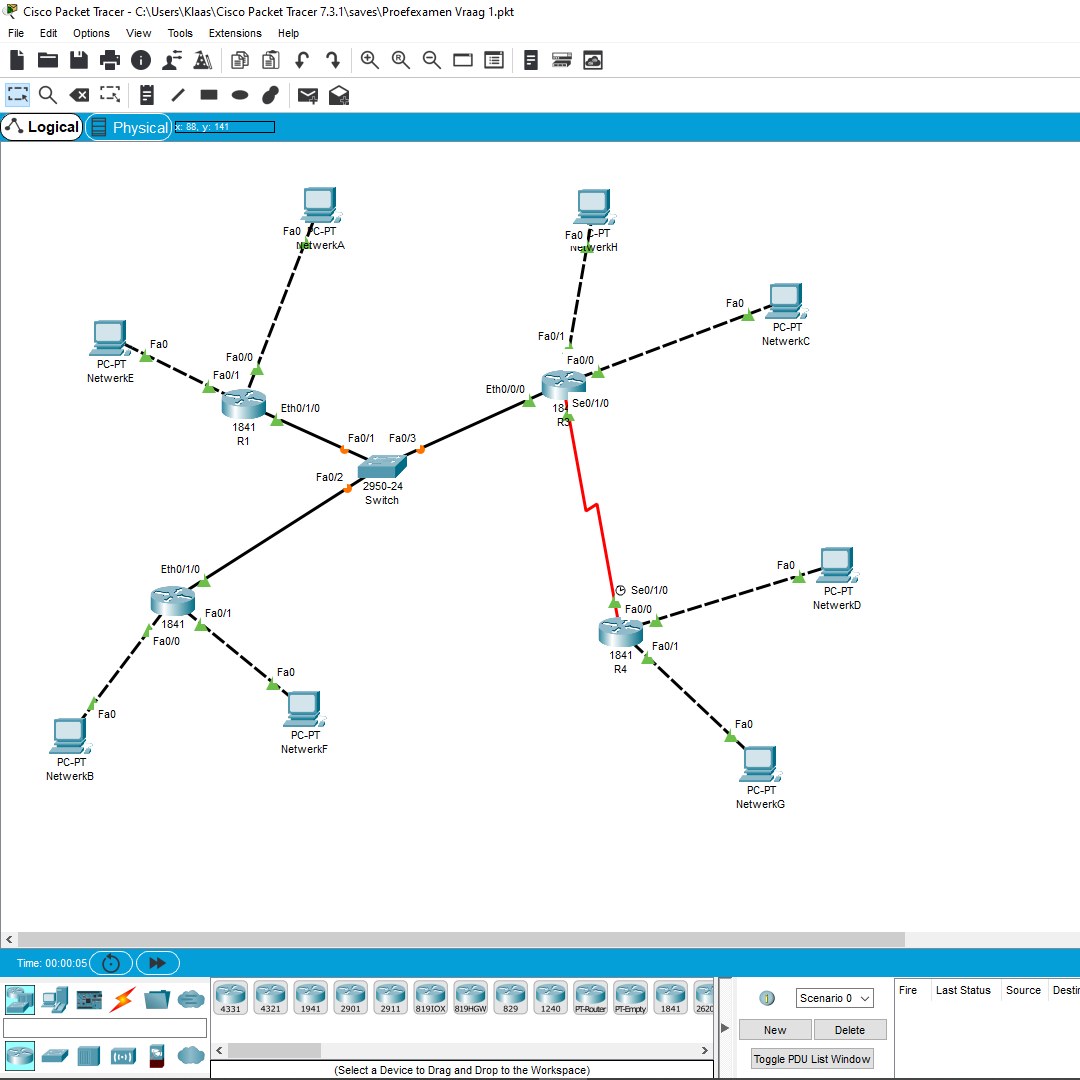 Cisco Packet Tracer - C:\Users\Klaas\Cisco Packet Tracer 7.3.1\saves\Proefexamen Vraag 1.pkt
File Edit Options View Tools Extensions Help
Logical Physical x: 88, y: 141
Fa0 PC-PT
NetwerkA
Fa0 C-PT
NetwerkH
Fa0
PC-PT
NetwerkC
Fa0/1
Fa0
PC-PT
NetwerkE
Fa0/0
Fa0/1
Fa0/0
Eth0/0/0
Se0/1/0
184
R3
Eth0/1/0
1841
R1
Fa0/1 Fa0/3
Fa0/2
2950-24
Switch
Eth0/1/0
1841
Fa0/1
Fa0/0
Fa0
PC-PT
NetwerkD
Se0/1/0
Fa0/0
1841
R4
Fa0/1
Fa0
PC-PT
NetwerkF
Fa0
PC-PT
NetwerkB
Fa0
PC-PT
NetwerkG
Time: 00:00:05
4331 4321 1941 2901 2911 819IOX 819HGW 829 1240 PT-Router PT-Empty 1841 2620
(Select a Device to Drag and Drop to the Workspace)
Scenario 0
New Delete
Toggle PDU List Window
Fire Last Status Source Destin